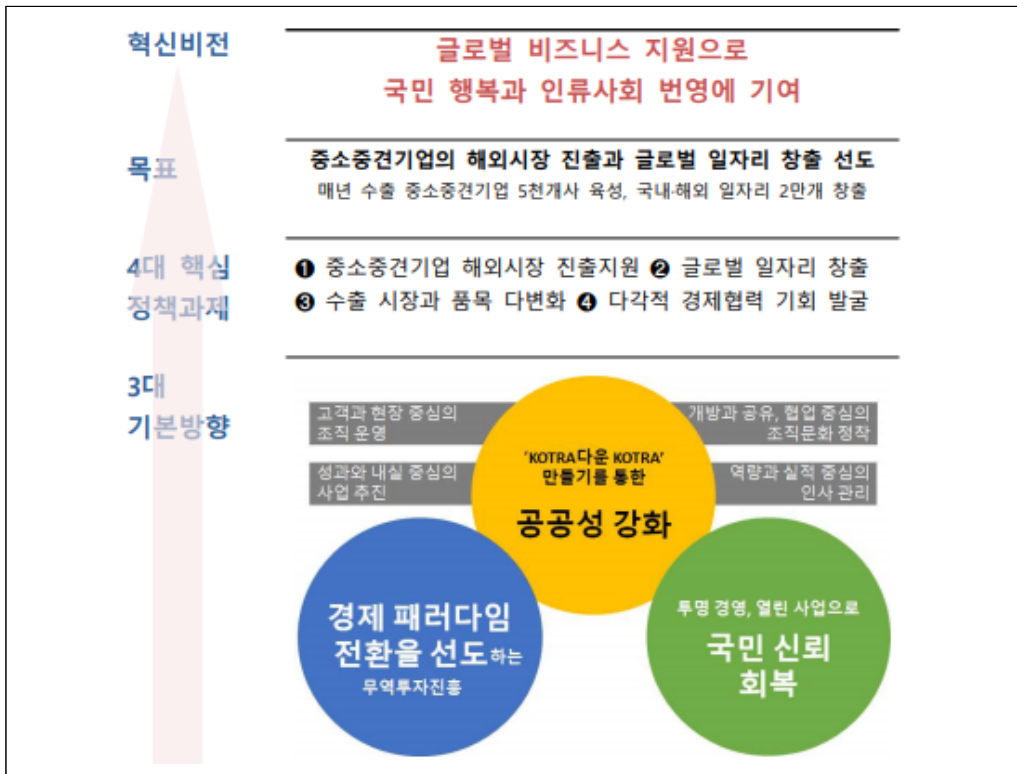 혁신비전
글로벌 비즈니스 지원으로
국민 행복과 인류사회 번영에 기여
목표
중소중견기업의 해외시장 진출과 글로벌 일자리 창출 선도
매년 수출 중소중견기업 5천개사 육성, 국내·해외 일자리 2만개 창출
4대 핵심
정책과제
❶ 중소중견기업 해외시장 진출지원 ❷ 글로벌 일자리 창출
❸ 수출 시장과 품목 다변화 ❹ 다각적 경제협력 기회 발굴
3대
기본방향
고객과 현장 중심의
조직 운영
개방과 공유, 협업 중심의
조직문화 정착
성과와 내실 중심의
사업 추진
역량과 실적 중심의
인사 관리
‘KOTRA다운 KOTRA’
만들기를 통한
공공성 강화
경제 패러다임
전환을 선도하는
무역투자진흥
투명 경영, 열린 사업으로
국민 신뢰
회복